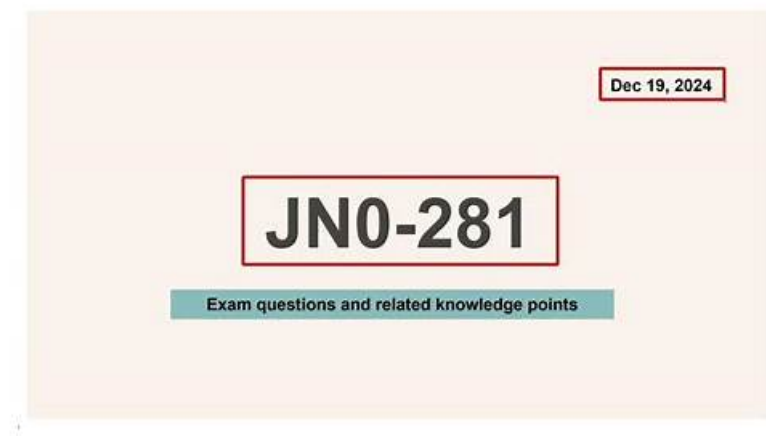 Dec 19, 2024
JN0-281
Exam questions and related knowledge points